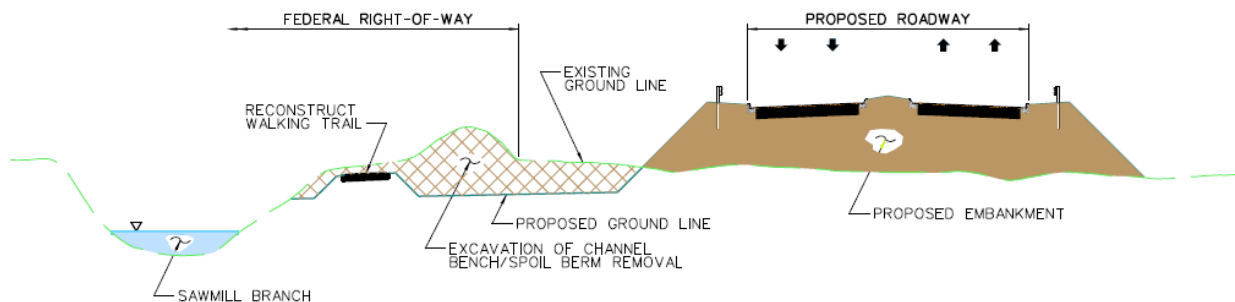 FEDERAL RIGHT-OF-WAY
PROPOSED ROADWAY
EXISTING
GROUND LINE
RECONSTRUCT
WALKING TRAIL
PROPOSED GROUND LINE
PROPOSED EMBANKMENT
EXCAVATION OF CHANNEL
BENCH/SPOIL BERM REMOVAL
SAWMILL BRANCH